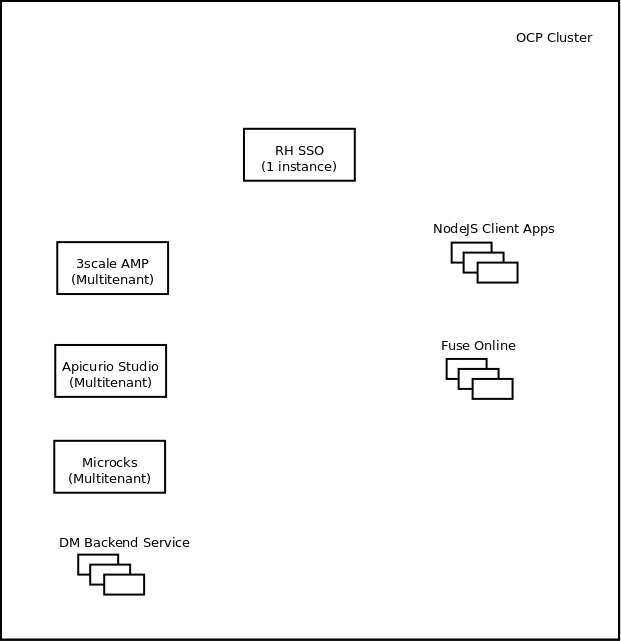 OCP Cluster
RH SSO
(1 instance)
NodeJS Client Apps
3scale AMP
(Multitenant)
Fuse Online
Apicurio Studio
(Multitenant)
Microcks
(Multitenant)
DM Backend Service